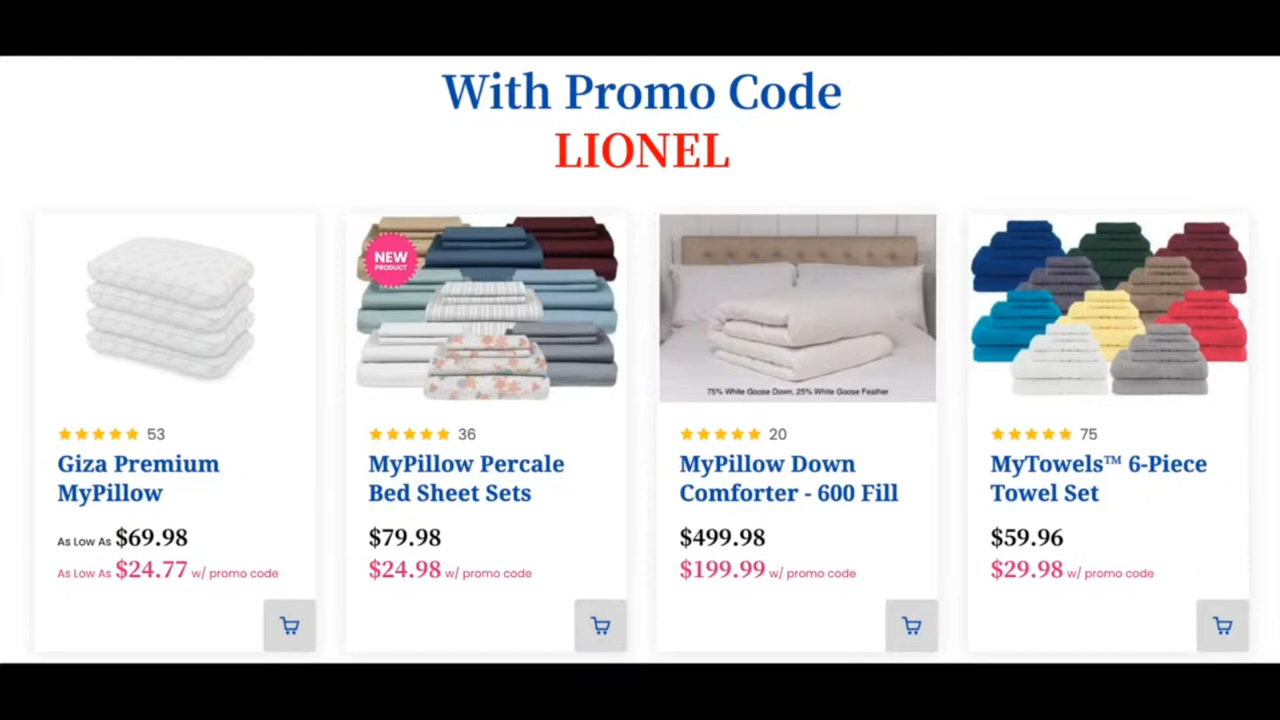 With Promo Code
LIONEL
NEW
PRODUCT
75% White Goose Down, 25% White Goose Feather
53
Giza Premium
MyPillow
As Low As $69.98
As Low As $24.77 w/ promo code
36
MyPillow Percale
Bed Sheet Sets
$79.98
$24.98 w/ promo code
20
MyPillow Down
Comforter - 600 Fill
$499.98
$199.99 w/ promo code
75
MyTowels™ 6-Piece
Towel Set
$59.96
$29.98 w/ promo code